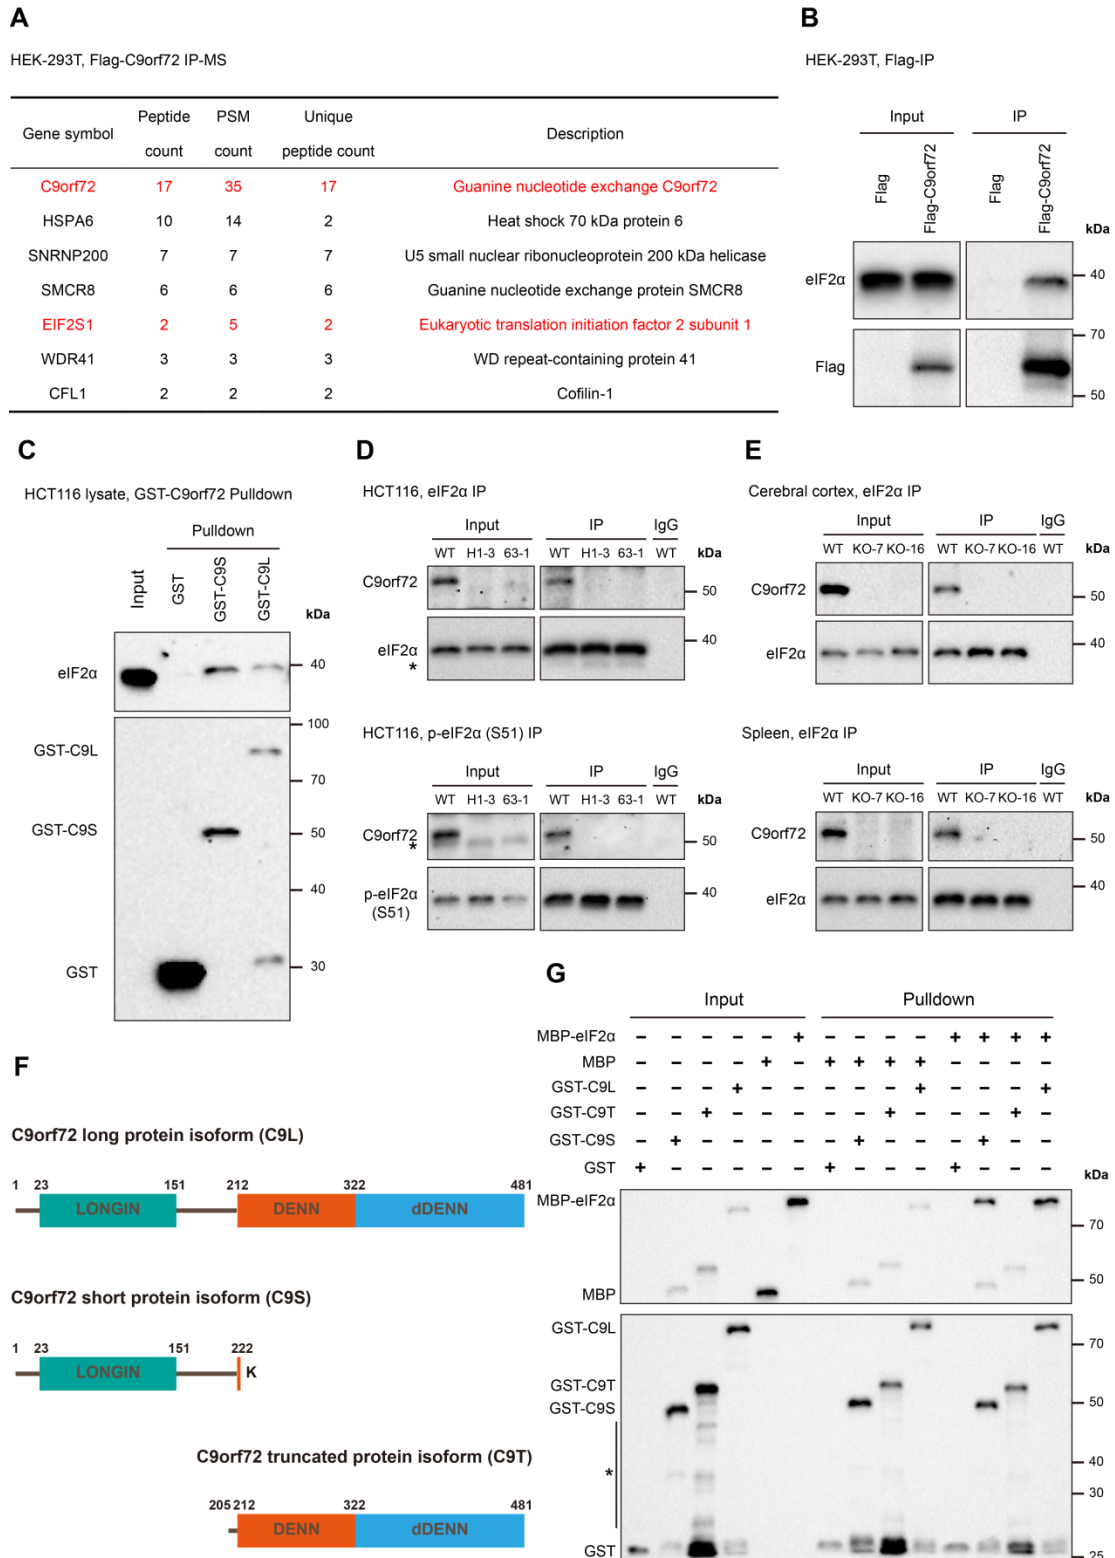 A
HEK-293T, Flag-C9orf72 IP-MS
Gene symbol Peptide count PSM count Unique peptide count Description
C9orf72 17 35 17 Guanine nucleotide exchange C9orf72
HSPA6 10 14 2 Heat shock 70 kDa protein 6
SNRNP200 7 7 7 U5 small nuclear ribonucleoprotein 200 kDa helicase
SMCR8 6 6 6 Guanine nucleotide exchange protein SMCR8
EIF2S1 2 5 2 Eukaryotic translation initiation factor 2 subunit 1
WDR41 3 3 3 WD repeat-containing protein 41
CFL1 2 2 2 Cofilin-1
B
HEK-293T, Flag-IP
Input IP
Flag Flag-C9orf72 Flag Flag-C9orf72 kDa
eIF2α 40
70
Flag
50
C
HCT116 lysate, GST-C9orf72 Pulldown
Pulldown
Input GST GST-C9S GST-C9L kDa
eIF2α 40
100
GST-C9L
70
GST-C9S 50
40
GST 30
D
HCT116, eIF2α IP
Input IP IgG
WT H1-3 63-1 WT H1-3 63-1 WT kDa
C9orf72 50
eIF2α 40
*
HCT116, p-eIF2α (S51) IP
Input IP IgG
WT H1-3 63-1 WT H1-3 63-1 WT kDa
C9orf72 50
*
p-eIF2α 40
(S51)
E
Cerebral cortex, eIF2α IP
Input IP IgG
WT KO-7 KO-16 WT KO-7 KO-16 WT kDa
C9orf72 50
eIF2α 40
Spleen, eIF2α IP
Input IP IgG
WT KO-7 KO-16 WT KO-7 KO-16 WT kDa
C9orf72 50
eIF2α 40
F
C9orf72 long protein isoform (C9L)
1 23 151 212 322 481
LONGIN DENN dDENN
C9orf72 short protein isoform (C9S)
1 23 151 222
LONGIN K
C9orf72 truncated protein isoform (C9T)
205 212 322 481
DENN dDENN
G
Input Pulldown
MBP-eIF2α – – – – – + – – – – + + + +
MBP – – – – + – + + + + – – – –
GST-C9L – – – + – – – – – + – – – +
GST-C9T – – + – – – – – + – – – + –
GST-C9S – + – – – – – + – – – + – –
GST + – – – – – + – – – + – – –
kDa
MBP-eIF2α
70
50
MBP
GST-C9L
70
GST-C9T
GST-C9S 50
40
*
30
GST 25